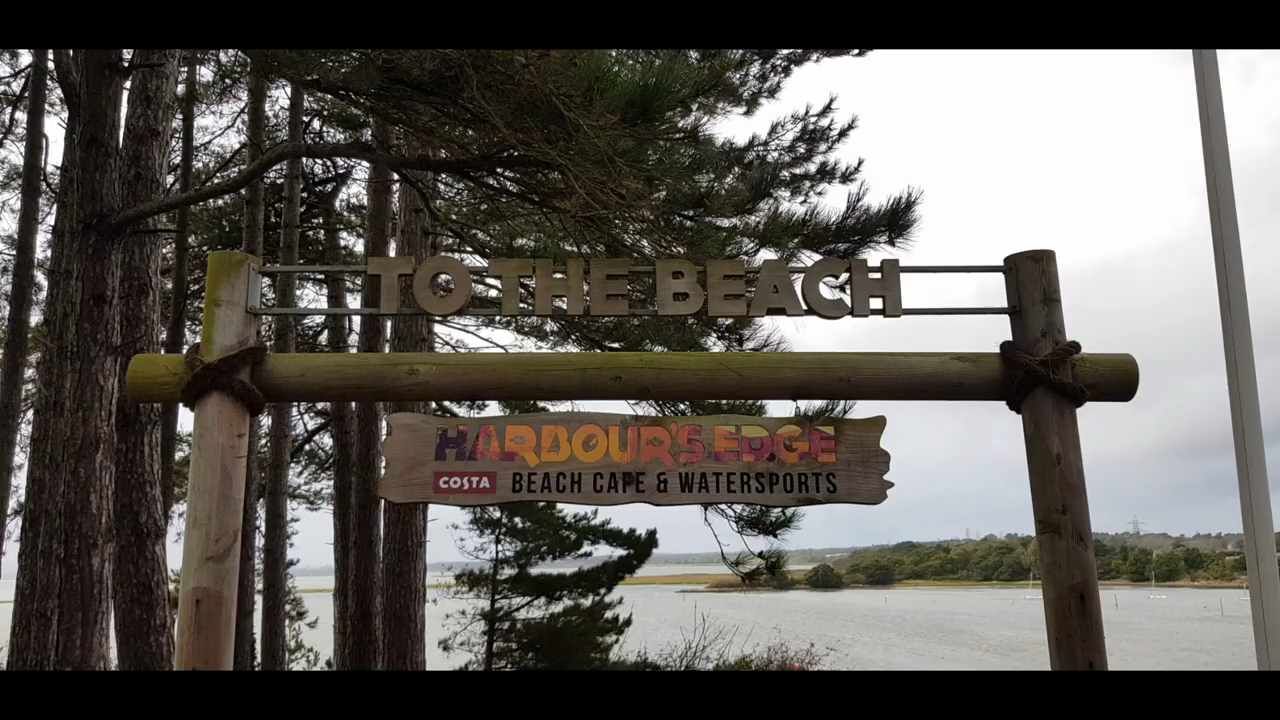 TO THE BEACH
HARBOUR'S EDGE
COSTA BEACH CAFE & WATERSPORTS